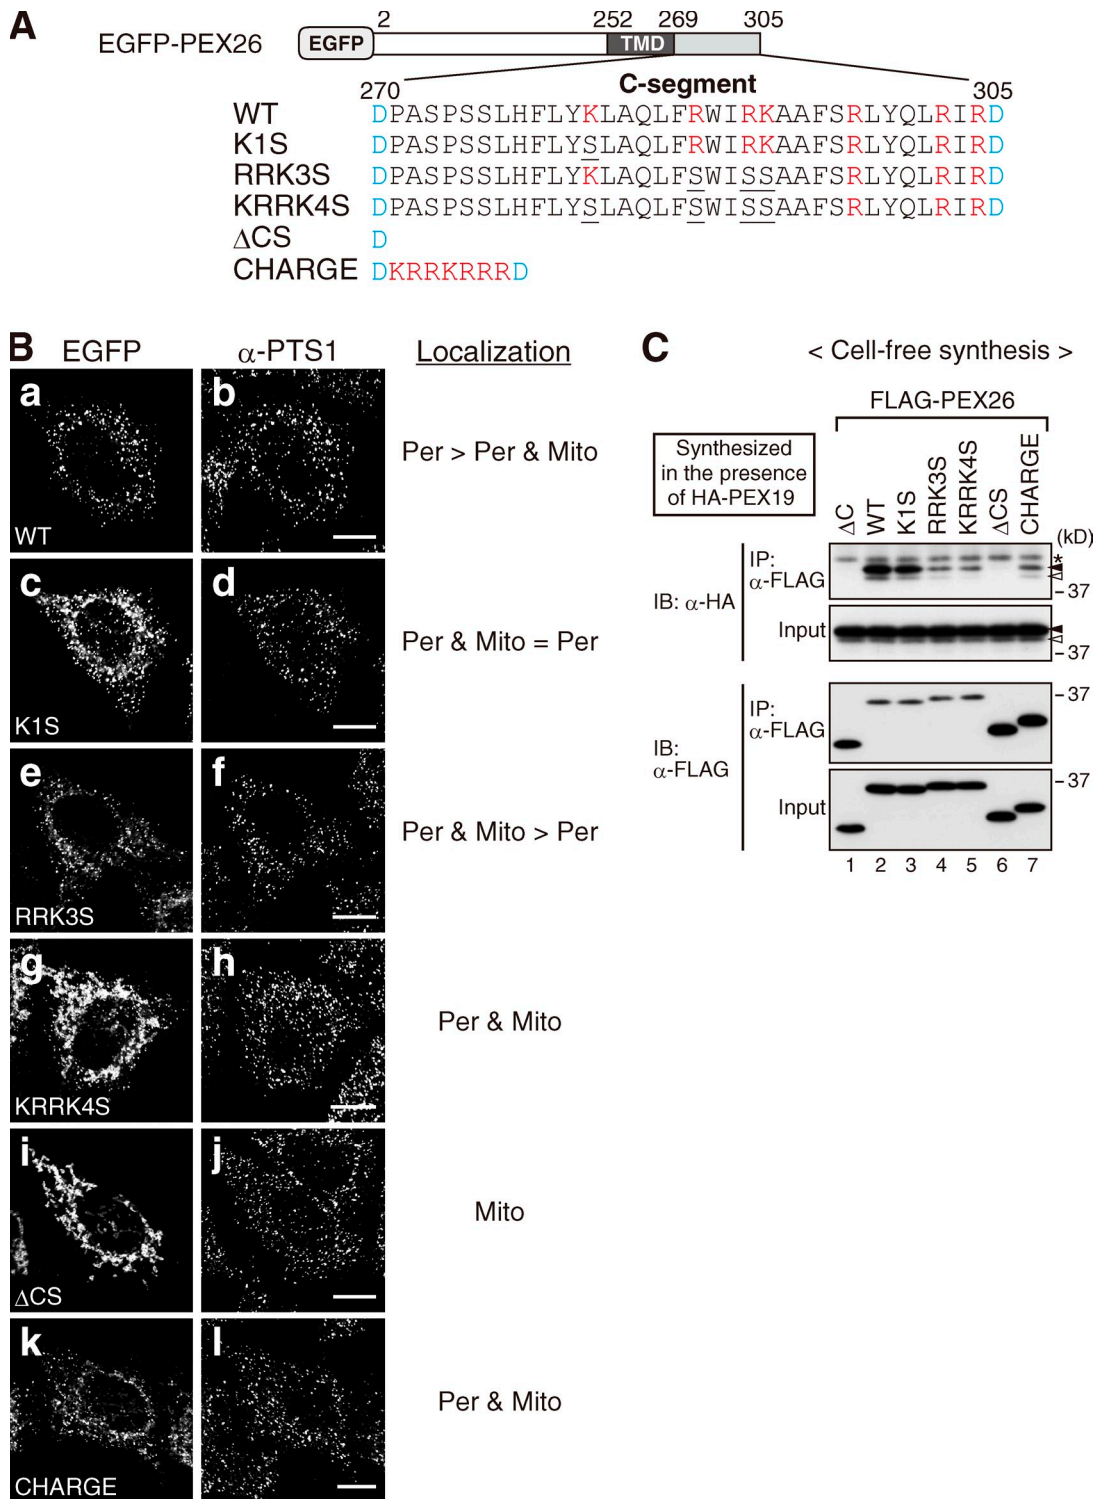 A
2 252 269 305
EGFP-PEX26 EGFP TMD
C-segment
270 305
WT DPASPSSLHFLYKLAQLFRWIRKAAFSRLYQLRIRD
K1S DPASPSSLHFLYSLAQLFRWIRKAAFSRLYQLRIRD
RRK3S DPASPSSLHFLYKLAQLFSWISSAAFSRLYQLRIRD
KRRK4S DPASPSSLHFLYSLAQLFSWISSAAFSRLYQLRIRD
ΔCS D
CHARGE DKRRKRRRD
B EGFP α-PTS1 Localization
a b
WT
Per > Per & Mito
c d
K1S
Per & Mito = Per
e f
RRK3S
Per & Mito > Per
g h
KRRK4S
Per & Mito
i j
ΔCS
Mito
k l
CHARGE
Per & Mito
C < Cell-free synthesis >
FLAG-PEX26
Synthesized
in the presence
of HA-PEX19
ΔC WT K1S RRK3S KRRK4S ΔCS CHARGE
(kD)
IB: α-HA
IP:
α-FLAG
*
37
Input
37
IB:
α-FLAG
IP:
α-FLAG
37
Input
37
1 2 3 4 5 6 7